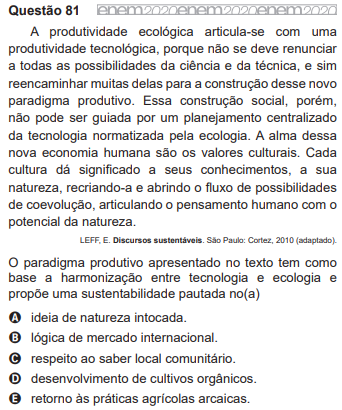 Questão 81 enem2020enem2020enem2020
A produtividade ecológica articula-se com uma
produtividade tecnológica, porque não se deve renunciar
a todas as possibilidades da ciência e da técnica, e sim
reencaminhar muitas delas para a construção desse novo
paradigma produtivo. Essa construção social, porém,
não pode ser guiada por um planejamento centralizado
da tecnologia normatizada pela ecologia. A alma dessa
nova economia humana são os valores culturais. Cada
cultura dá significado a seus conhecimentos, a sua
natureza, recriando-a e abrindo o fluxo de possibilidades
de coevolução, articulando o pensamento humano com o
potencial da natureza.
LEFF, E. Discursos sustentáveis. São Paulo: Cortez, 2010 (adaptado).
O paradigma produtivo apresentado no texto tem como
base a harmonização entre tecnologia e ecologia e
propõe uma sustentabilidade pautada no(a)
A ideia de natureza intocada.
B lógica de mercado internacional.
C respeito ao saber local comunitário.
D desenvolvimento de cultivos orgânicos.
E retorno às práticas agrícolas arcaicas.